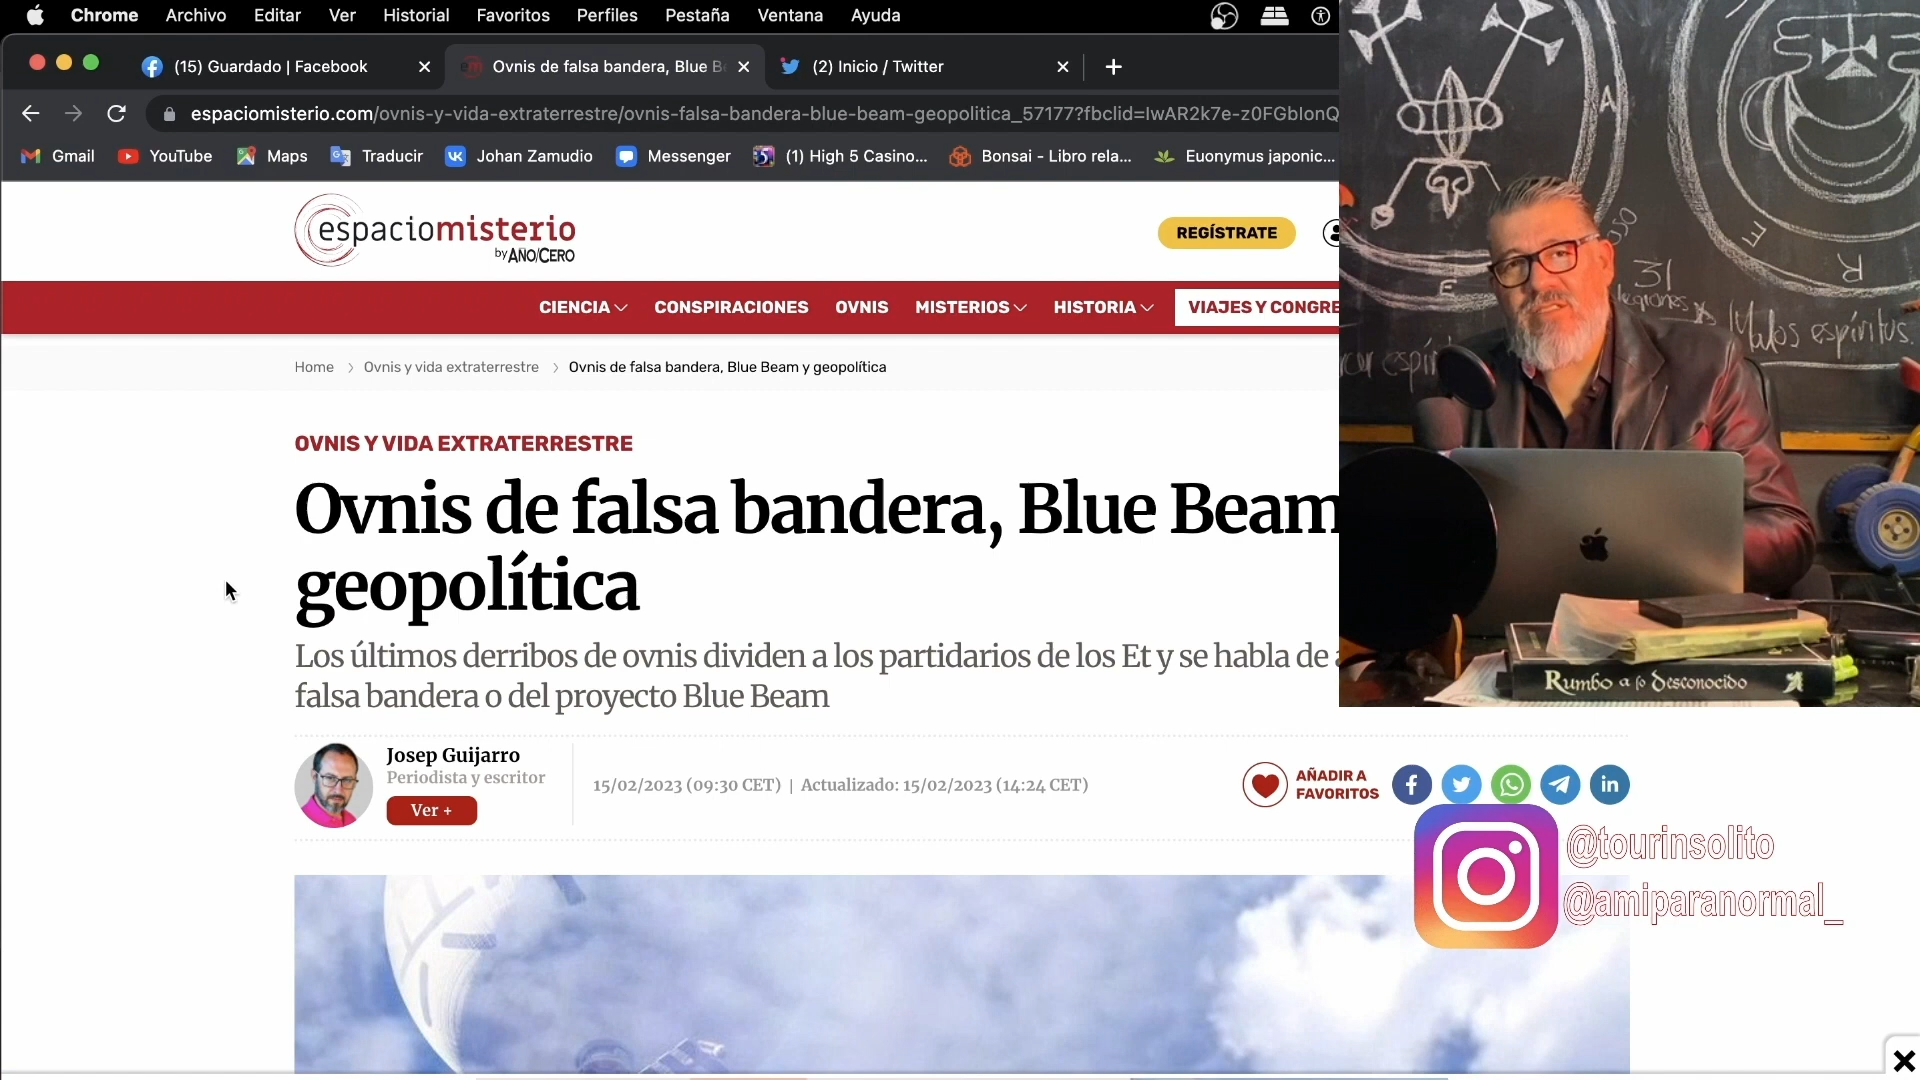 Chrome Archivo Editar Ver Historial Favoritos Perfiles Pestaña Ventana Ayuda
(15) Guardado | Facebook
Ovnis de falsa bandera, Blue B
(2) Inicio / Twitter
espaciomisterio.com/ovnis-y-vida-extraterrestre/ovnis-falsa-bandera-blue-beam-geopolitica_57177?fbclid=IwAR2k7e-z0FGbIonQ
Gmail YouTube Maps Traducir Johan Zamudio Messenger (1) High 5 Casino... Bonsai - Libro rela... Euonymus japonic...
espaciomisterio
by AÑO/CERO
REGÍSTRATE
CIENCIA CONSPIRACIONES OVNIS MISTERIOS HISTORIA VIAJES Y CONGRE
Home > Ovnis y vida extraterrestre > Ovnis de falsa bandera, Blue Beam y geopolítica
OVNIS Y VIDA EXTRATERRESTRE
Ovnis de falsa bandera, Blue Beam
geopolítica
Los últimos derribos de ovnis dividen a los partidarios de los Et y se habla de a
falsa bandera o del proyecto Blue Beam
Josep Guijarro
Periodista y escritor
Ver +
15/02/2023 (09:30 CET) | Actualizado: 15/02/2023 (14:24 CET)
AÑADIR A
FAVORITOS
@tourinsolito
@amiparanormal_
A
E
R
E
31
legiones
Malos espíritus.
Rumbo a lo Desconocido